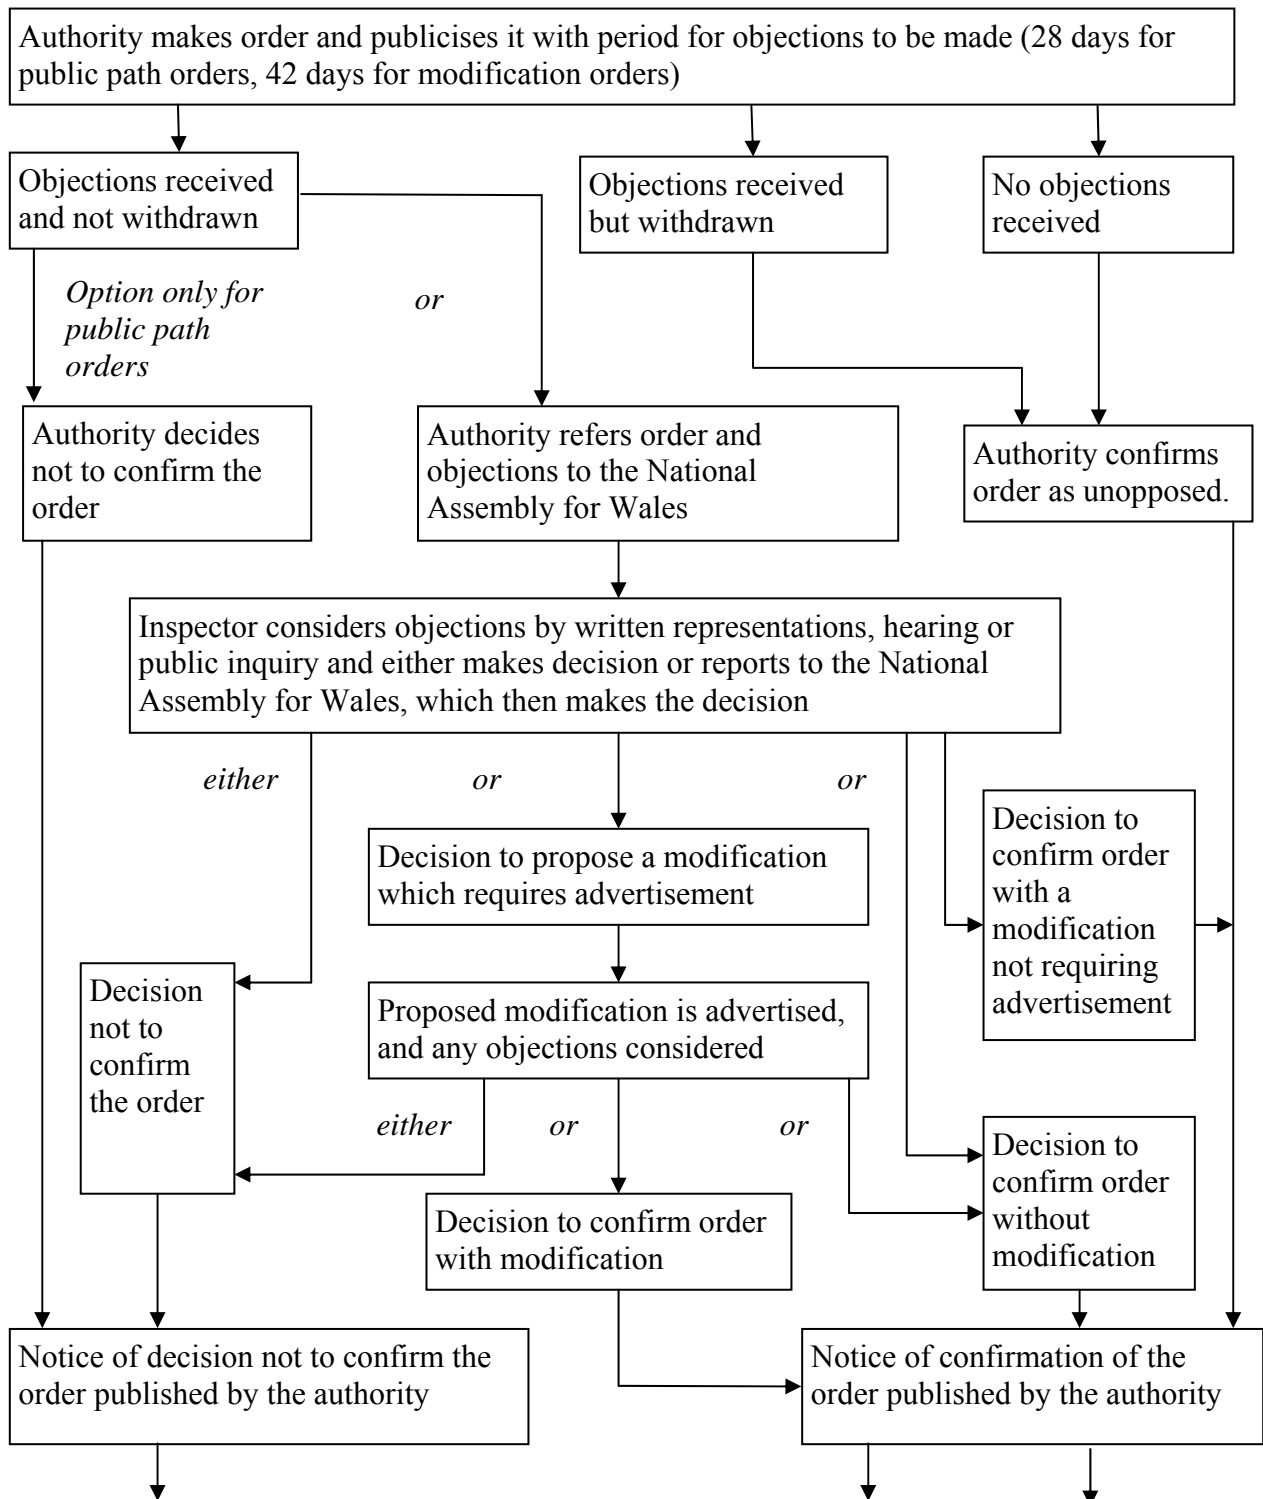 Authority makes order and publicises it with period for objections to be made (28 days for
public path orders, 42 days for modification orders)
Objections received
and not withdrawn
Objections received
but withdrawn
No objections
received
Option only for
public path
orders
or
Authority decides
not to confirm the
order
Authority refers order and
objections to the National
Assembly for Wales
Authority confirms
order as unopposed.
Inspector considers objections by written representations, hearing or
public inquiry and either makes decision or reports to the National
Assembly for Wales, which then makes the decision
either
or
or
Decision to propose a modification
which requires advertisement
Decision to
confirm order
with a
modification
not requiring
advertisement
Decision
not to
confirm
the order
Proposed modification is advertised,
and any objections considered
either
or
or
Decision to confirm order
with modification
Decision to
confirm order
without
modification
Notice of decision not to confirm the
order published by the authority
Notice of confirmation of the
order published by the authority